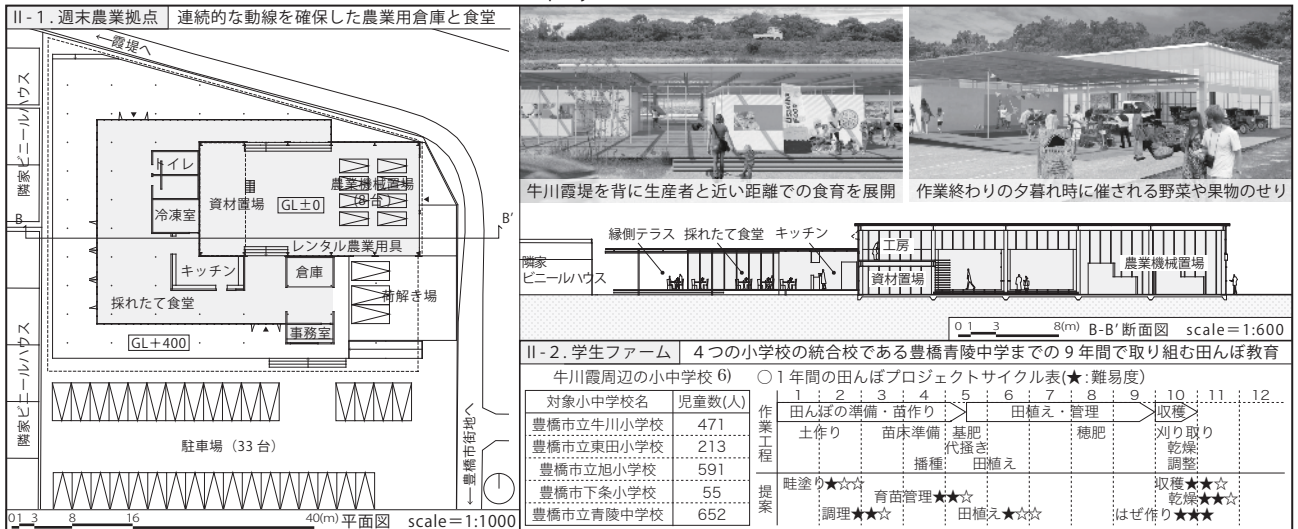 II-1.週末農業拠点 連続的な動線を確保した農業用倉庫と食堂
←霞堤へ
隣家ビニールハウス
トイレ
冷凍室
資材置場
GL±0
農業機械置場
(8台)
B
B'
レンタル農業用具
キッチン
倉庫
採れたて食堂
荷解き場
事務室
GL+400
隣家ビニールハウス
駐車場(33台)
←豊橋市街地へ
01 3 8 16 40(m) 平面図 scale=1:1000
牛川霞堤を背に生産者と近い距離での食育を展開
作業終わりの夕暮れ時に催される野菜や果物のせり
縁側テラス 採れたて食堂 キッチン
工房
隣家
ビニールハウス
資材置場
農業機械置場
0 1 3 8(m) B-B'断面図 scale=1:600
II-2.学生ファーム 4つの小学校の統合校である豊橋青陵中学までの9年間で取り組む田んぼ教育
牛川霞周辺の小中学校 6)
対象小中学校名 児童数(人)
豊橋市立牛川小学校 471
豊橋市立東田小学校 213
豊橋市立旭小学校 591
豊橋市下条小学校 55
豊橋市立青陵中学校 652
○1年間の田んぼプロジェクトサイクル表(★:難易度)
1 2 3 4 5 6 7 8 9 10 11 12
作業工程
田んぼの準備・苗作り 田植え・管理 収穫
土作り 苗床準備 基肥 穂肥 刈り取り
代掻き 乾燥
播種 田植え 調整
提案
畦塗り★☆☆ 収穫★★☆
育苗管理★★☆ 乾燥★★☆
調理★★☆ 田植え★☆☆ はぜ作り★★★